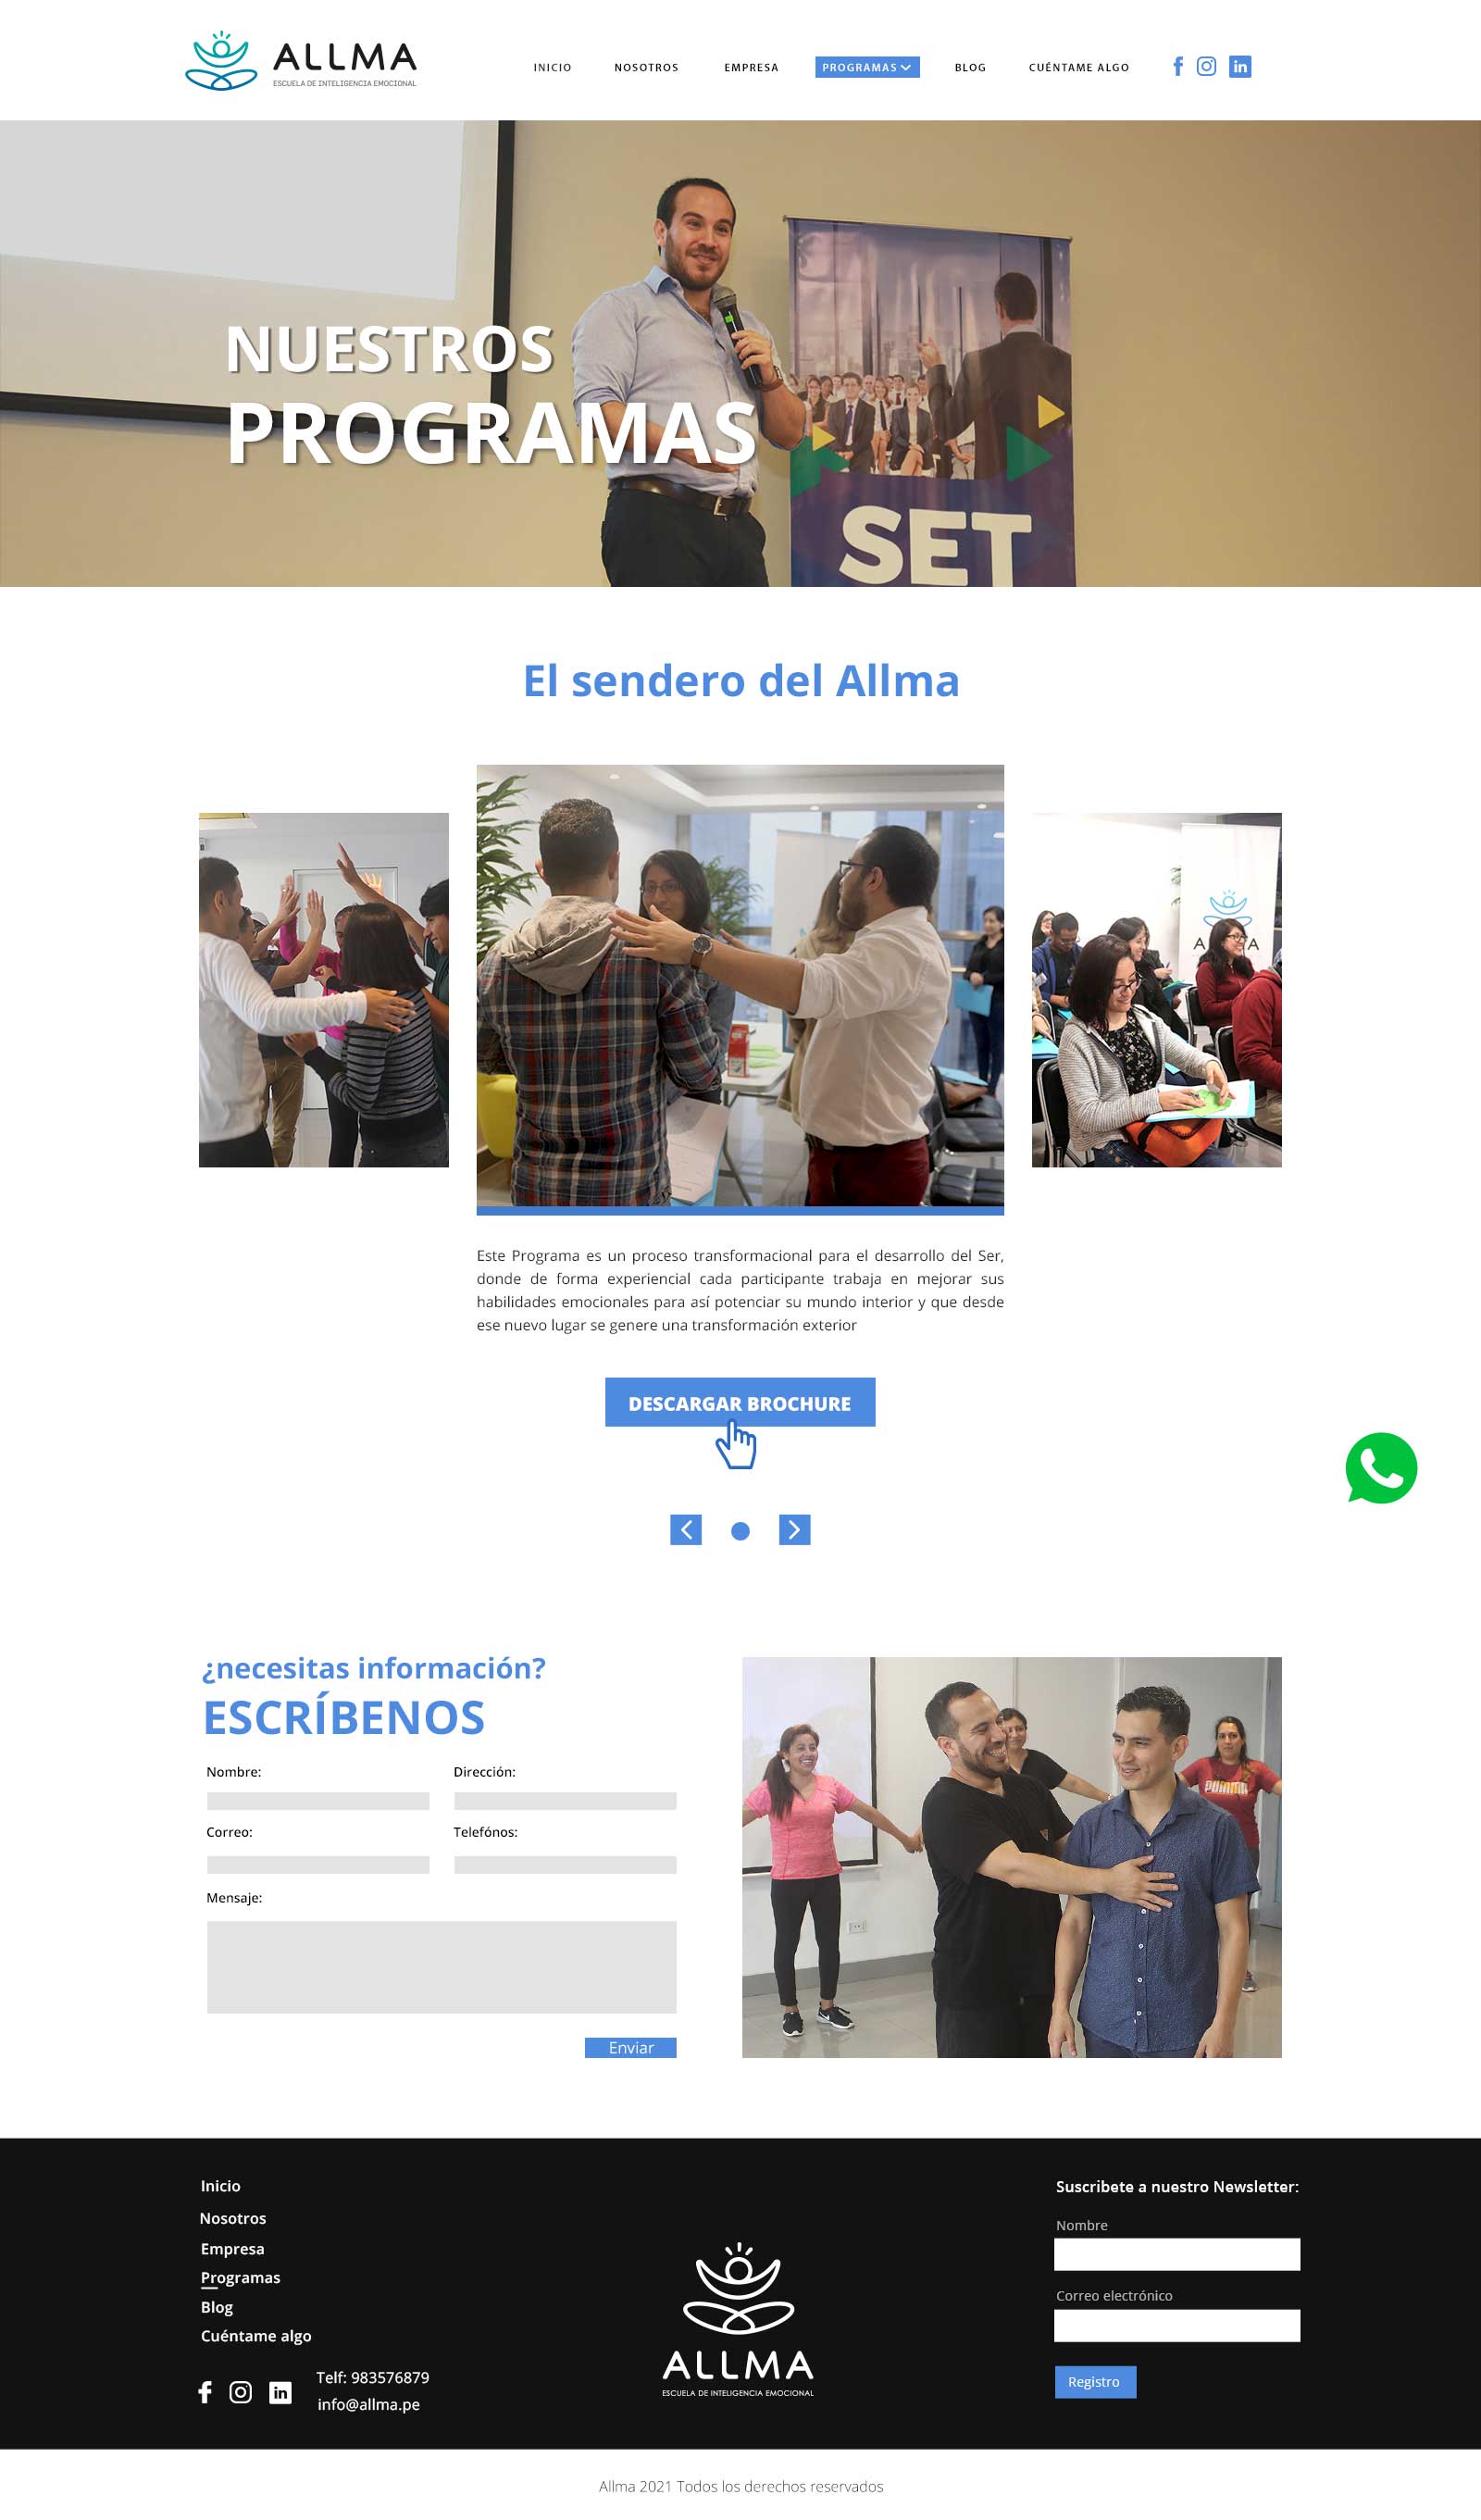 ALLMA
ESCUELA DE INTELIGENCIA EMOCIONAL
INICIO
NOSOTROS
EMPRESA
PROGRAMAS
BLOG
CUÉNTAME ALGO
NUESTROS
PROGRAMAS
SET
El sendero del Allma
Este Programa es un proceso transformacional para el desarrollo del Ser,
donde de forma experiencial cada participante trabaja en mejorar sus
habilidades emocionales para así potenciar su mundo interior y que desde
ese nuevo lugar se genere una transformación exterior
DESCARGAR BROCHURE
¿necesitas información?
ESCRÍBENOS
Nombre:
Dirección:
Correo:
Telefónos:
Mensaje:
Enviar
Inicio
Nosotros
Empresa
Programas
Blog
Cuéntame algo
Telf: 983576879
info@allma.pe
ALLMA
ESCUELA DE INTELIGENCIA EMOCIONAL
Suscribete a nuestro Newsletter:
Nombre
Correo electrónico
Registro
Allma 2021 Todos los derechos reservados